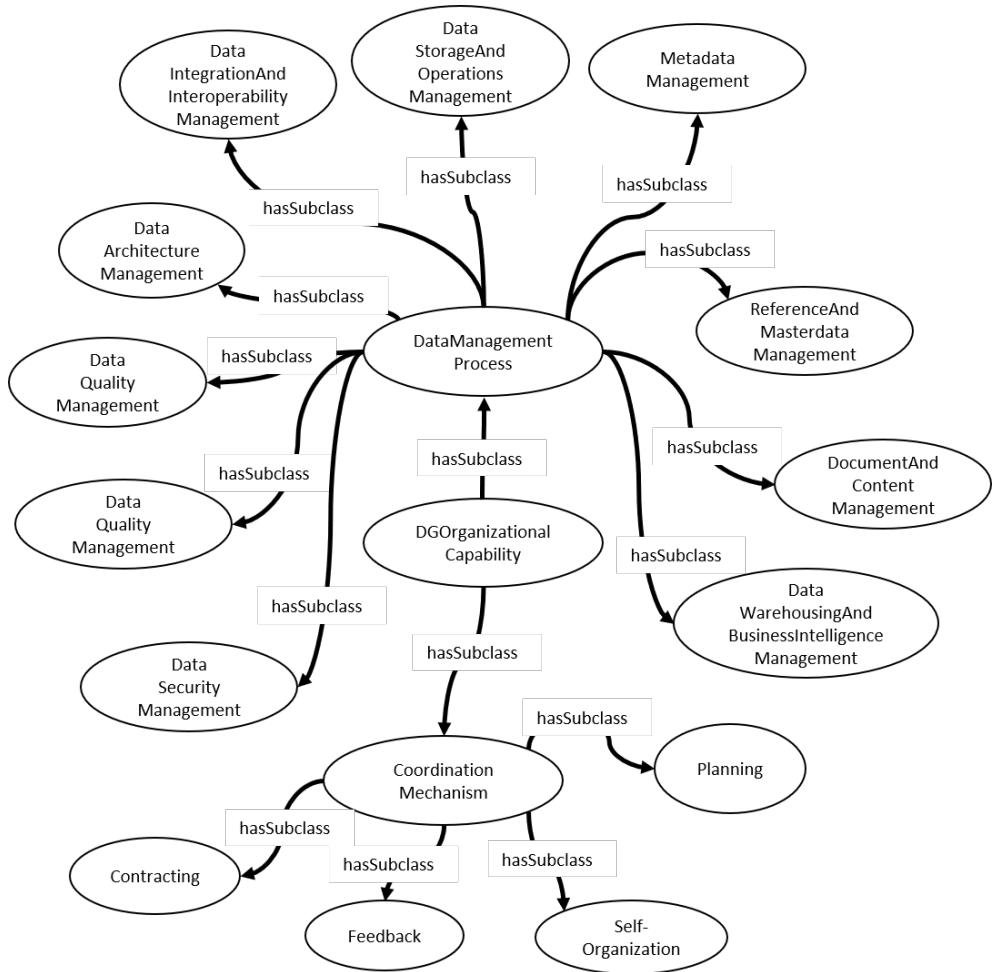 Data
StorageAnd
Operations
Management
Data
IntegrationAnd
Interoperability
Management
Metadata
Management
hasSubclass
hasSubclass
hasSubclass
Data
Architecture
Management
hasSubclass
hasSubclass
ReferenceAnd
Masterdata
Management
DataManagement
Process
hasSubclass
Data
Quality
Management
hasSubclass
hasSubclass
hasSubclass
Data
Quality
Management
DocumentAnd
Content
Management
DGOrganizational
Capability
hasSubclass
hasSubclass
Data
WarehousingAnd
BusinessIntelligence
Management
hasSubclass
Data
Security
Management
hasSubclass
Coordination
Mechanism
Planning
hasSubclass
hasSubclass
hasSubclass
Contracting
Feedback
Self-
Organization